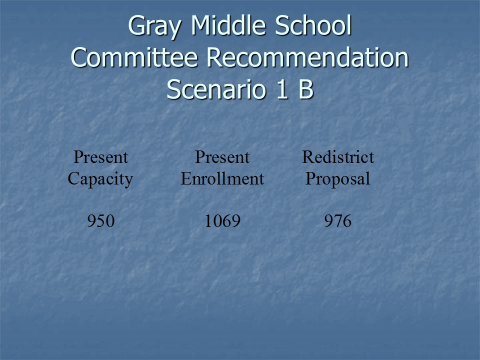 Gray Middle School
Committee Recommendation
Scenario 1 B
Present Present Redistrict
Capacity Enrollment Proposal
950 1069 976